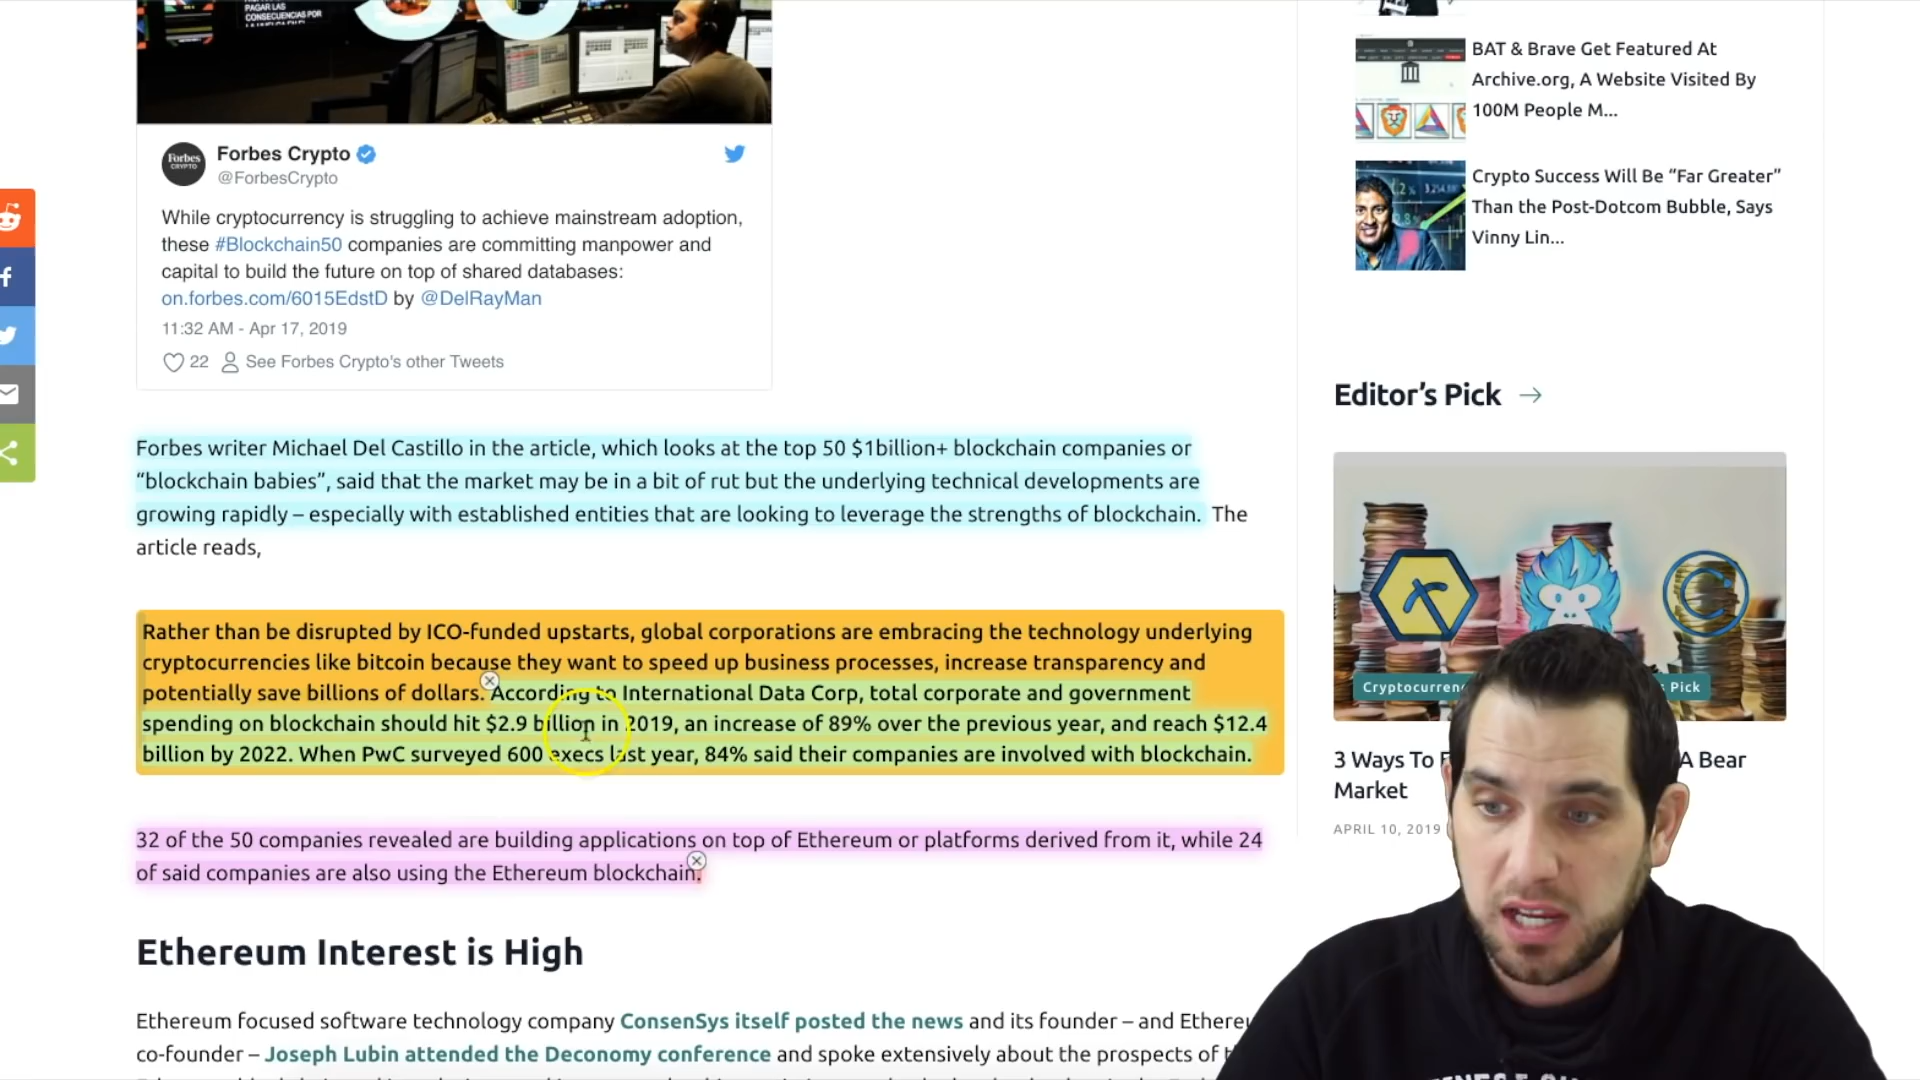 PAGAR LAS
CONSECUENCIAS POR
Forbes
CRYPTO
Forbes Crypto
@ForbesCrypto
While cryptocurrency is struggling to achieve mainstream adoption,
these #Blockchain50 companies are committing manpower and
capital to build the future on top of shared databases:
on.forbes.com/6015EdstD by @DelRayMan
11:32 AM - Apr 17, 2019
22 See Forbes Crypto's other Tweets
Forbes writer Michael Del Castillo in the article, which looks at the top 50 $1billion+ blockchain companies or
“blockchain babies”, said that the market may be in a bit of rut but the underlying technical developments are
growing rapidly – especially with established entities that are looking to leverage the strengths of blockchain. The
article reads,
Rather than be disrupted by ICO-funded upstarts, global corporations are embracing the technology underlying
cryptocurrencies like bitcoin because they want to speed up business processes, increase transparency and
potentially save billions of dollars. According to International Data Corp, total corporate and government
spending on blockchain should hit $2.9 billion in 2019, an increase of 89% over the previous year, and reach $12.4
billion by 2022. When PwC surveyed 600 execs last year, 84% said their companies are involved with blockchain.
32 of the 50 companies revealed are building applications on top of Ethereum or platforms derived from it, while 24
of said companies are also using the Ethereum blockchain.
Ethereum Interest is High
Ethereum focused software technology company ConsenSys itself posted the news and its founder – and
co-founder – Joseph Lubin attended the Deconomy conference and spoke extensively about the prospects of
BAT & Brave Get Featured At
Archive.org, A Website Visited By
100M People M...
Crypto Success Will Be “Far Greater”
Than the Post-Dotcom Bubble, Says
Vinny Lin...
Editor’s Pick
Pick
3 Ways To A Bear
Market
APRIL 10, 2019